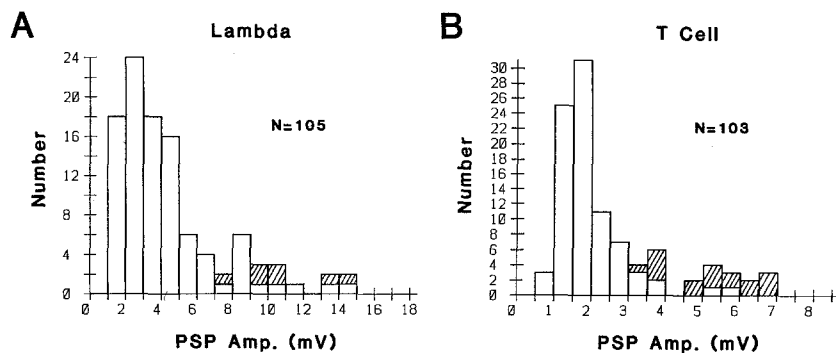 A
Lambda
Number
24
20
16
12
8
4
0
N=105
0 2 4 6 8 10 12 14 16 18
PSP Amp. (mV)
B
T Cell
Number
30
28
26
24
22
20
18
16
14
12
10
8
6
4
2
0
N=103
0 1 2 3 4 5 6 7 8
PSP Amp. (mV)